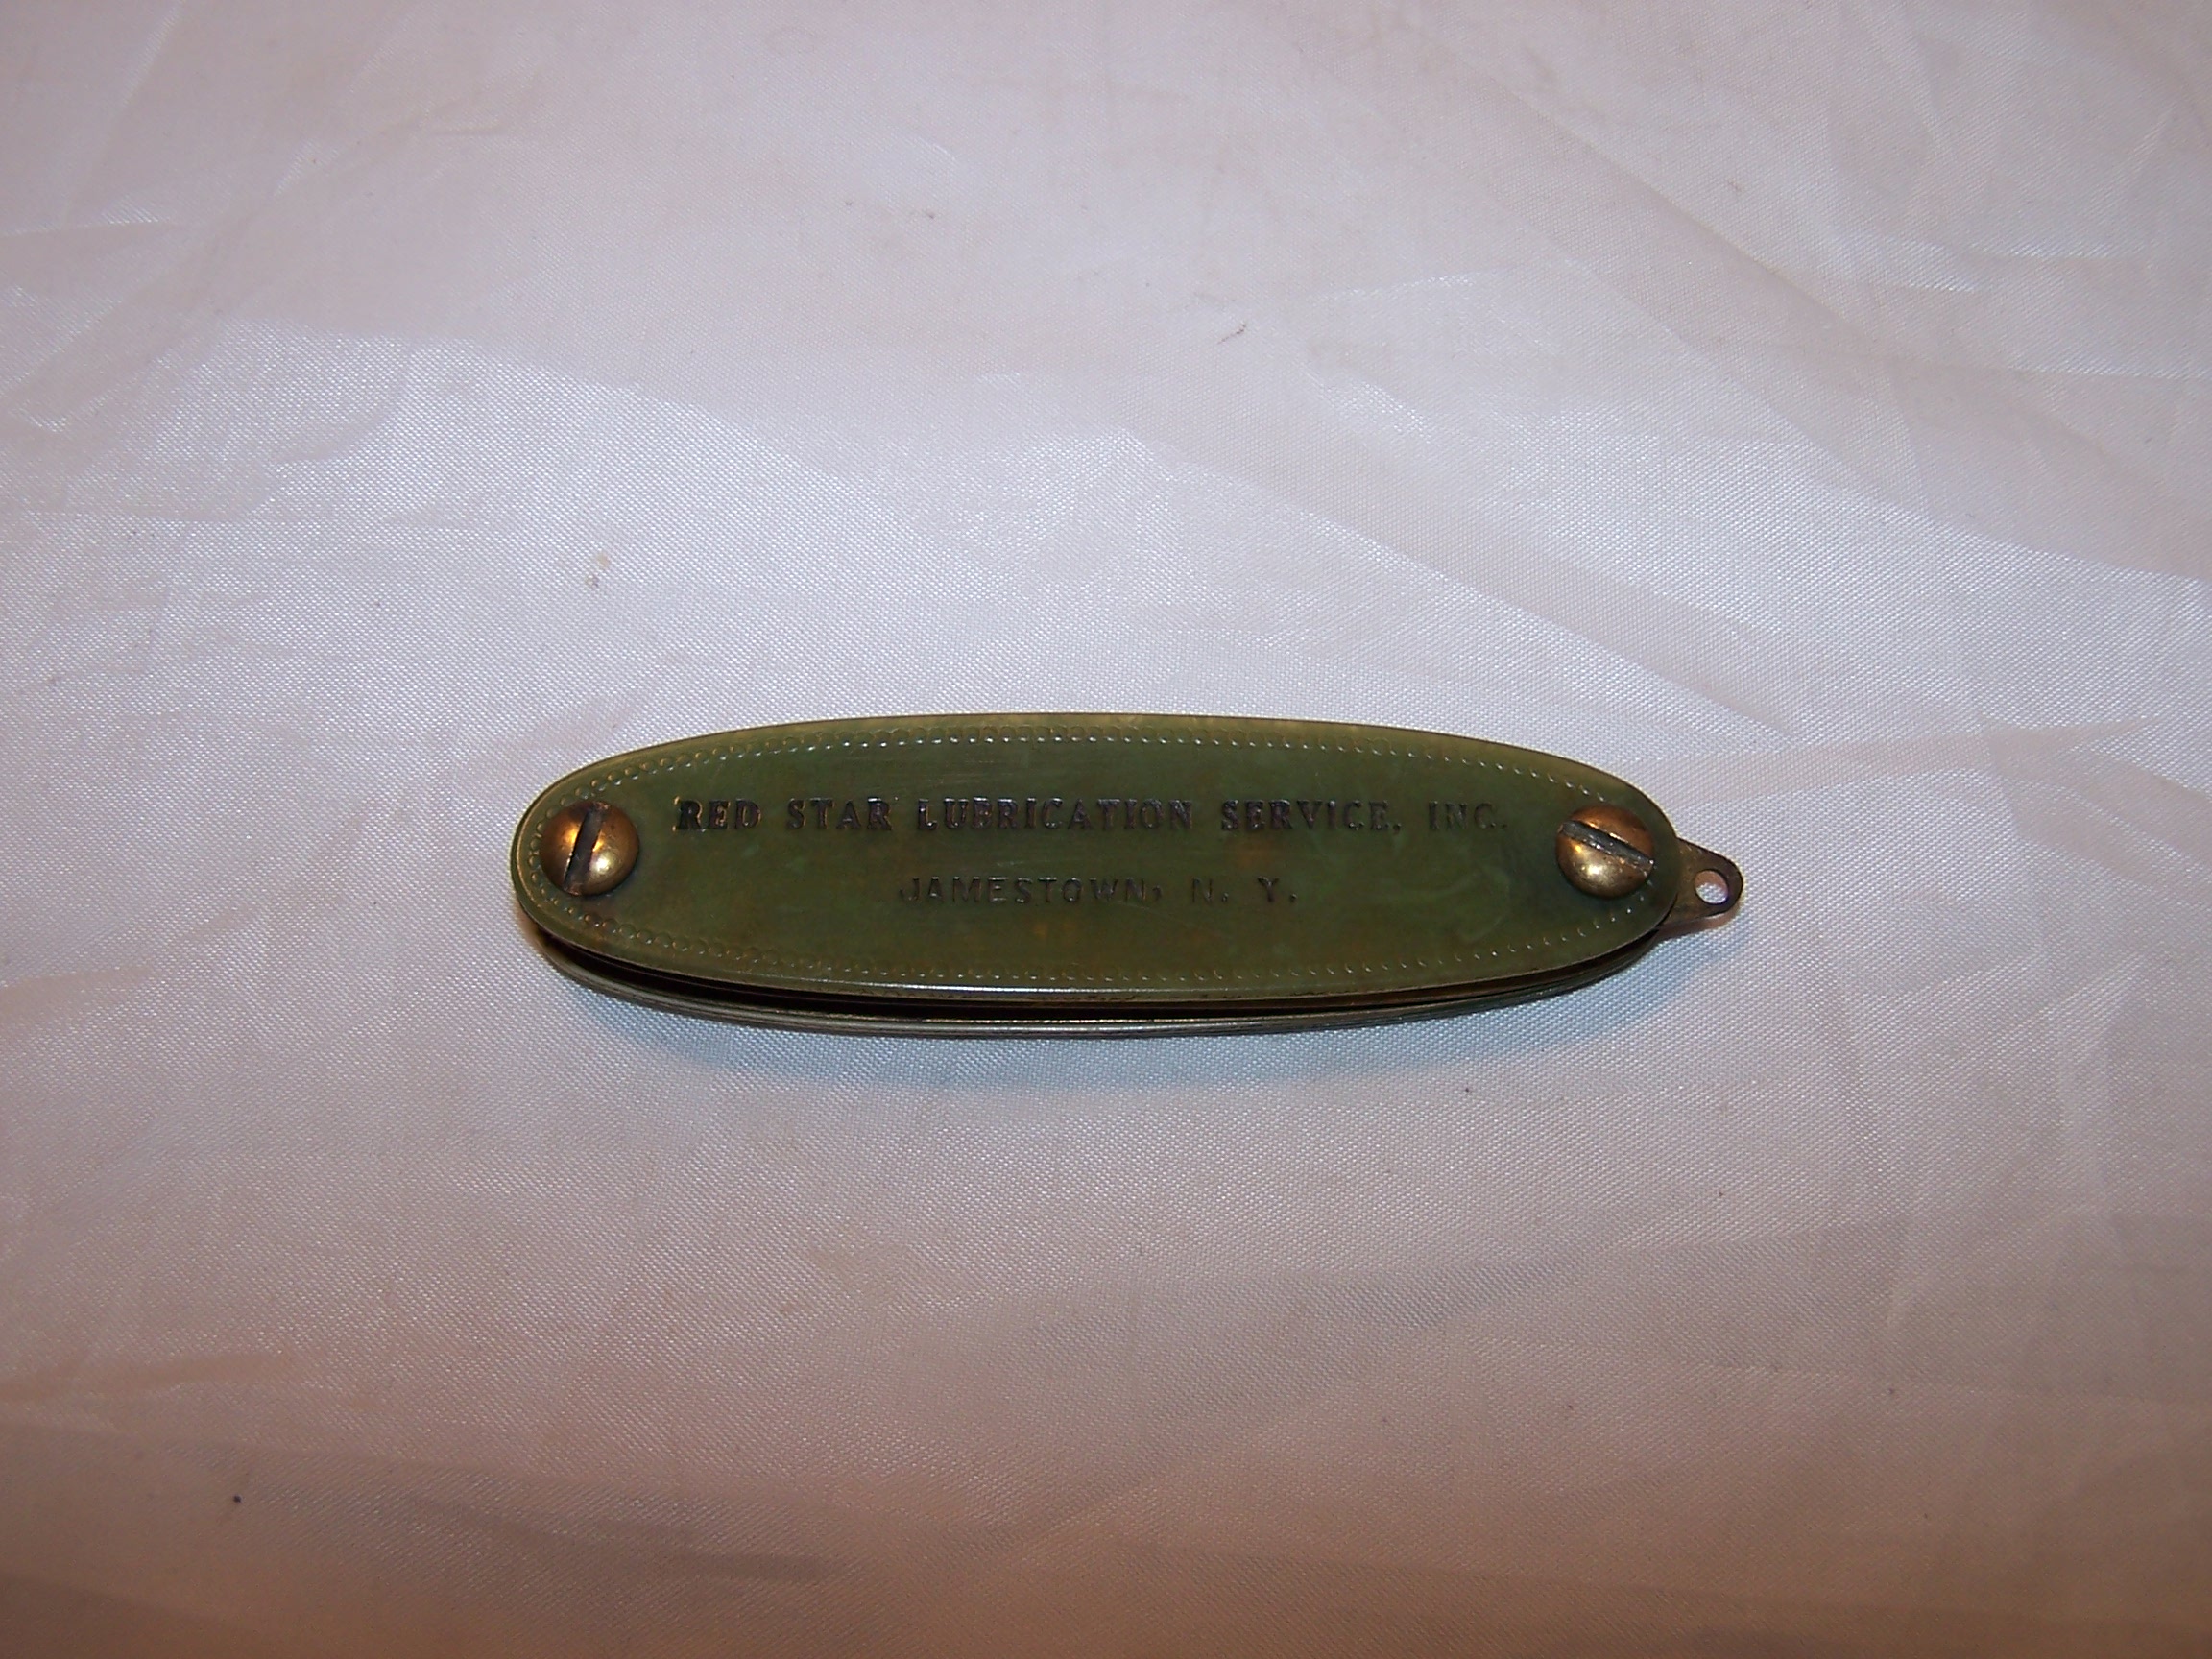 RED STAR LUBRICATION SERVICE, INC.
JAMESTOWN, N. Y.